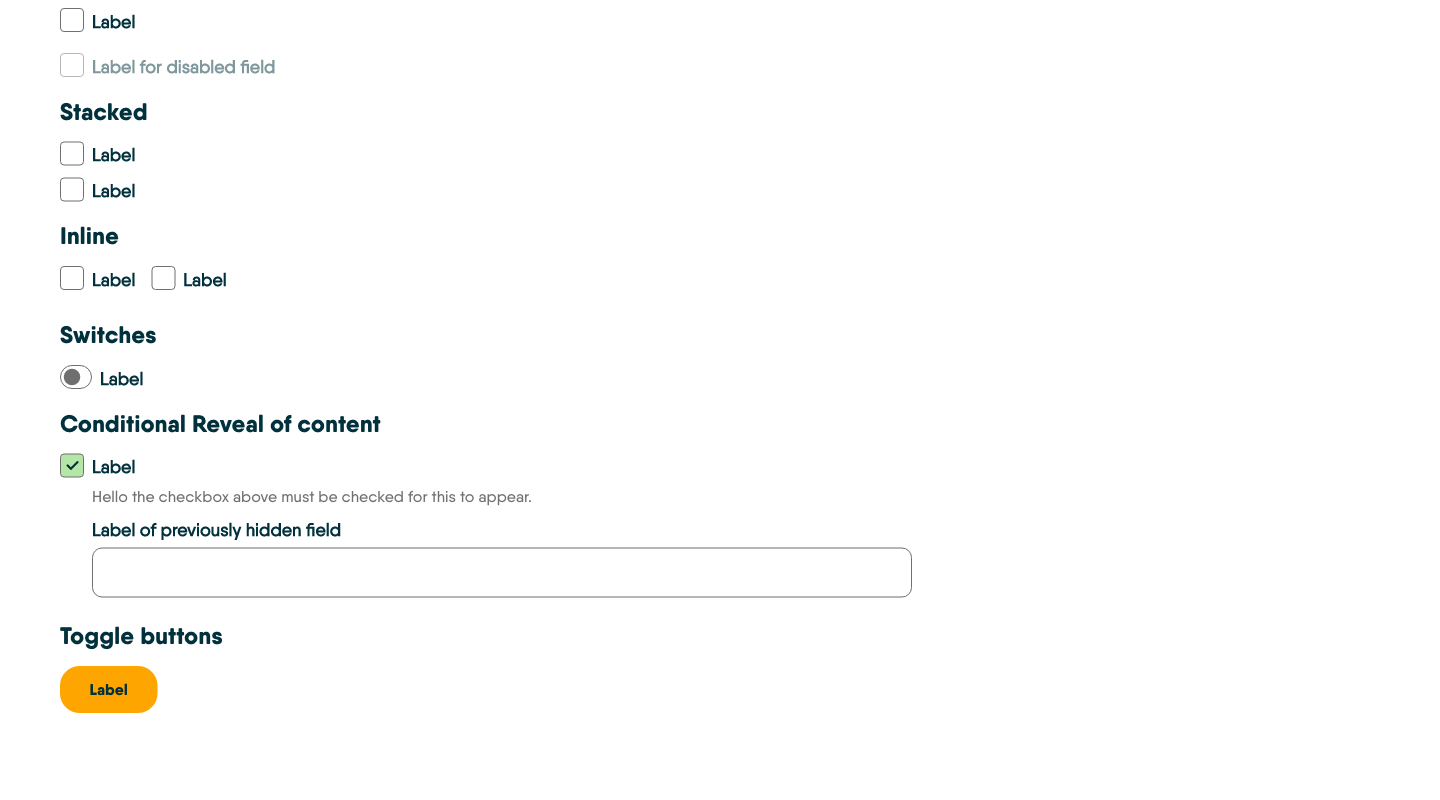 Label
Label for disabled field
Stacked
Label
Label
Inline
Label Label
Switches
Label
Conditional Reveal of content
Label
Hello the checkbox above must be checked for this to appear.
Label of previously hidden field
Toggle buttons
Label